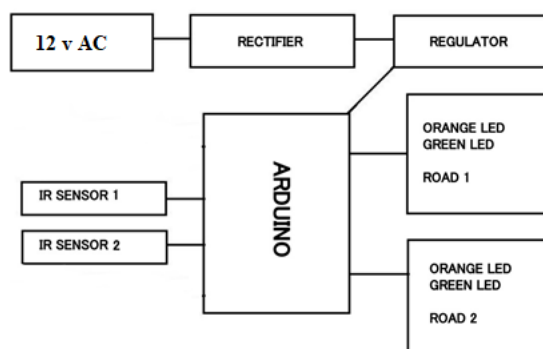 12 v AC
RECTIFIER
REGULATOR
ORANGE LED
GREEN LED
ROAD 1
ARDUINO
IR SENSOR 1
IR SENSOR 2
ORANGE LED
GREEN LED
ROAD 2